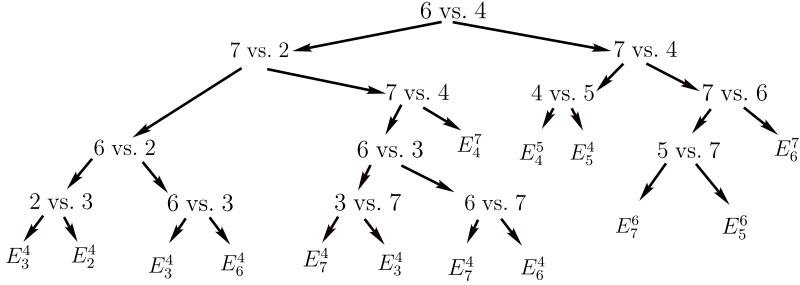 6 vs. 4
7 vs. 2 7 vs. 4
7 vs. 4 4 vs. 5 7 vs. 6
6 vs. 2 6 vs. 3 E_4^7 E_4^5 E_5^4 5 vs. 7 E_6^7
2 vs. 3 6 vs. 3 3 vs. 7 6 vs. 7
E_7^6 E_5^6
E_3^4 E_2^4 E_3^4 E_6^4 E_7^4 E_3^4 E_7^4 E_6^4